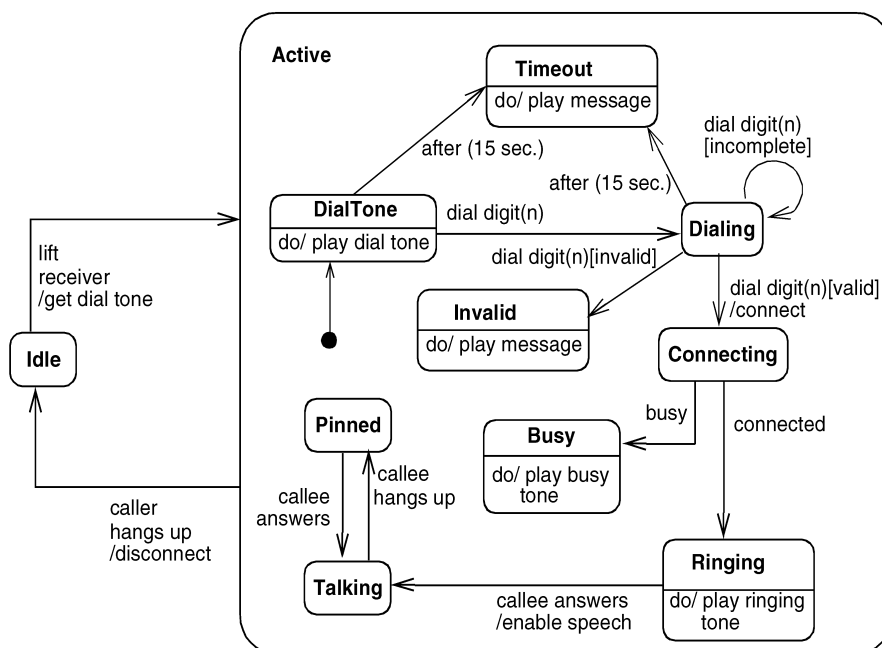 Active
Timeout
do/ play message
dial digit(n)
[incomplete]
after (15 sec.)
after (15 sec.)
DialTone
do/ play dial tone
dial digit(n)
Dialing
lift
receiver
/get dial tone
dial digit(n)[invalid]
dial digit(n)[valid]
/connect
Invalid
do/ play message
Idle
Connecting
Pinned
busy
connected
Busy
do/ play busy
tone
callee
answers
callee
hangs up
caller
hangs up
/disconnect
Talking
callee answers
/enable speech
Ringing
do/ play ringing
tone